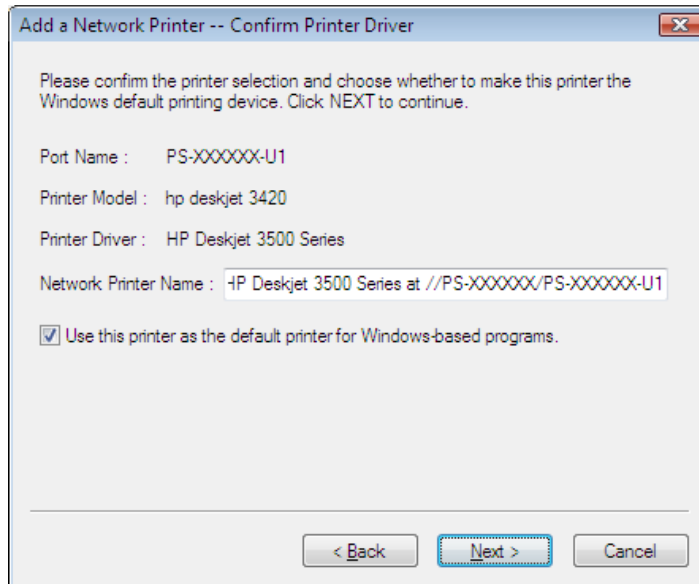 Add a Network Printer -- Confirm Printer Driver
Please confirm the printer selection and choose whether to make this printer the
Windows default printing device. Click NEXT to continue.
Port Name : PS-XXXXXX-U1
Printer Model : hp deskjet 3420
Printer Driver : HP Deskjet 3500 Series
Network Printer Name : HP Deskjet 3500 Series at //PS-XXXXXX/PS-XXXXXX-U1
Use this printer as the default printer for Windows-based programs.
< Back Next > Cancel